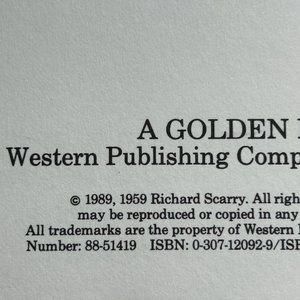 A GOLDEN
Western Publishing Comp
© 1989, 1959 Richard Scarry. All righ
may be reproduced or copied in any
All trademarks are the property of Western
Number: 88-51419 ISBN: 0-307-12092-9/ISB